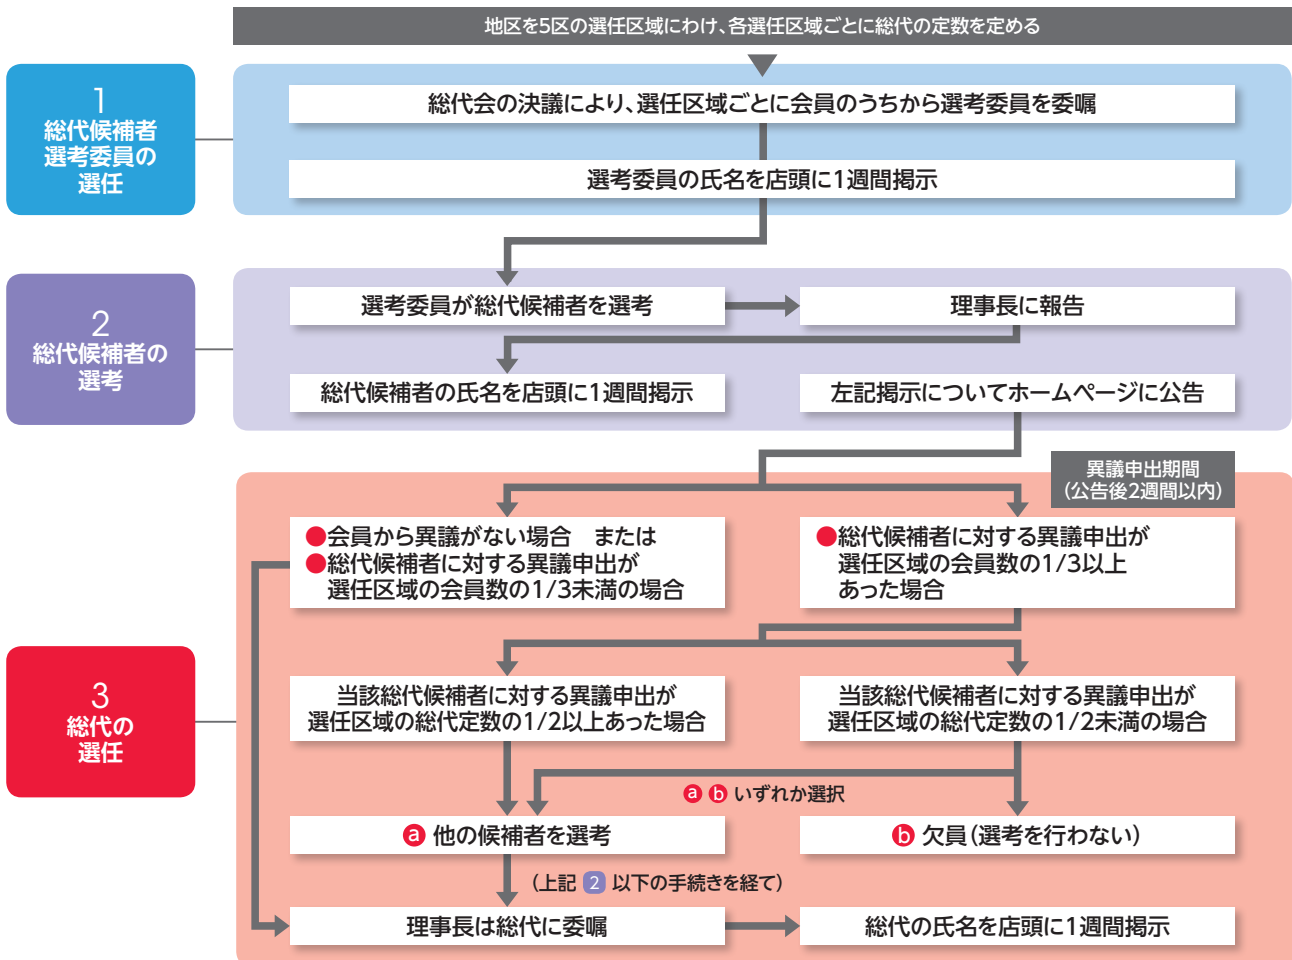 地区を5区の選任区域にわけ、各選任区域ごとに総代の定数を定める
1
総代候補者
選考委員の
選任
総代会の決議により、選任区域ごとに会員のうちから選考委員を委嘱
選考委員の氏名を店頭に1週間掲示
2
総代候補者の
選考
選考委員が総代候補者を選考
理事長に報告
総代候補者の氏名を店頭に1週間掲示
左記掲示についてホームページに公告
異議申出期間
（公告後2週間以内）
3
総代の
選任
●会員から異議がない場合　または
●総代候補者に対する異議申出が
選任区域の会員数の1/3未満の場合
●総代候補者に対する異議申出が
選任区域の会員数の1/3以上
あった場合
当該総代候補者に対する異議申出が
選任区域の総代定数の1/2以上あった場合
当該総代候補者に対する異議申出が
選任区域の総代定数の1/2未満の場合
a b いずれか選択
a 他の候補者を選考
b 欠員（選考を行わない）
（上記 2 以下の手続きを経て）
理事長は総代に委嘱
総代の氏名を店頭に1週間掲示